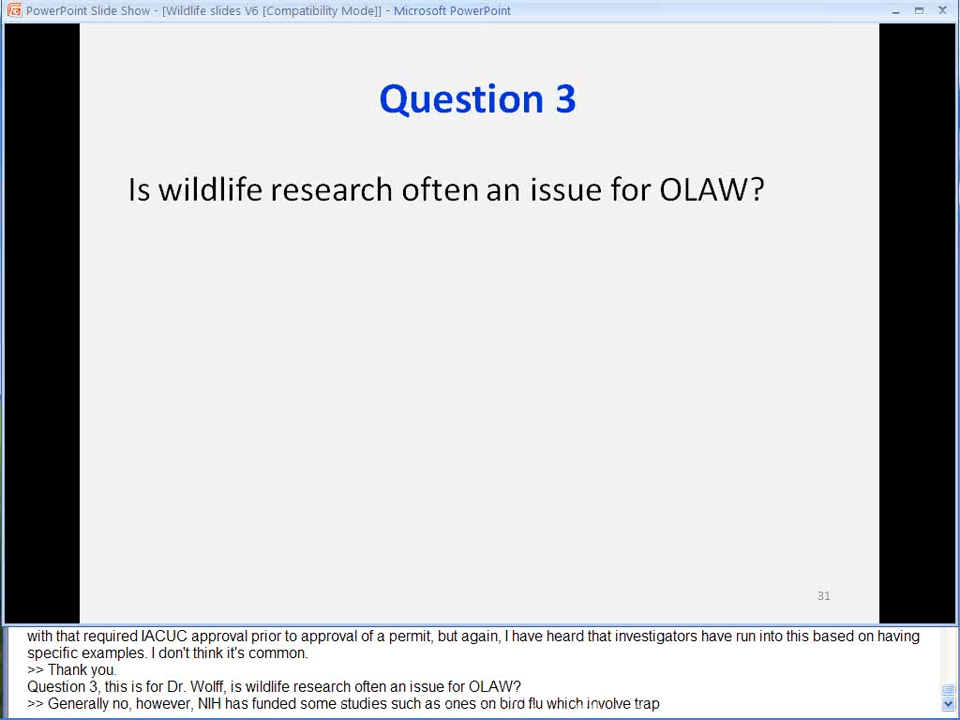 PowerPoint Slide Show - [Wildlife slides V6 [Compatibility Mode]] - Microsoft PowerPoint
Question 3
Is wildlife research often an issue for OLAW?
31
with that required IACUC approval prior to approval of a permit, but again, I have heard that investigators have run into this based on having
specific examples. I don't think it's common.
>> Thank you.
Question 3, this is for Dr. Wolff, is wildlife research often an issue for OLAW?
>> Generally no, however, NIH has funded some studies such as ones on bird flu which involve trap